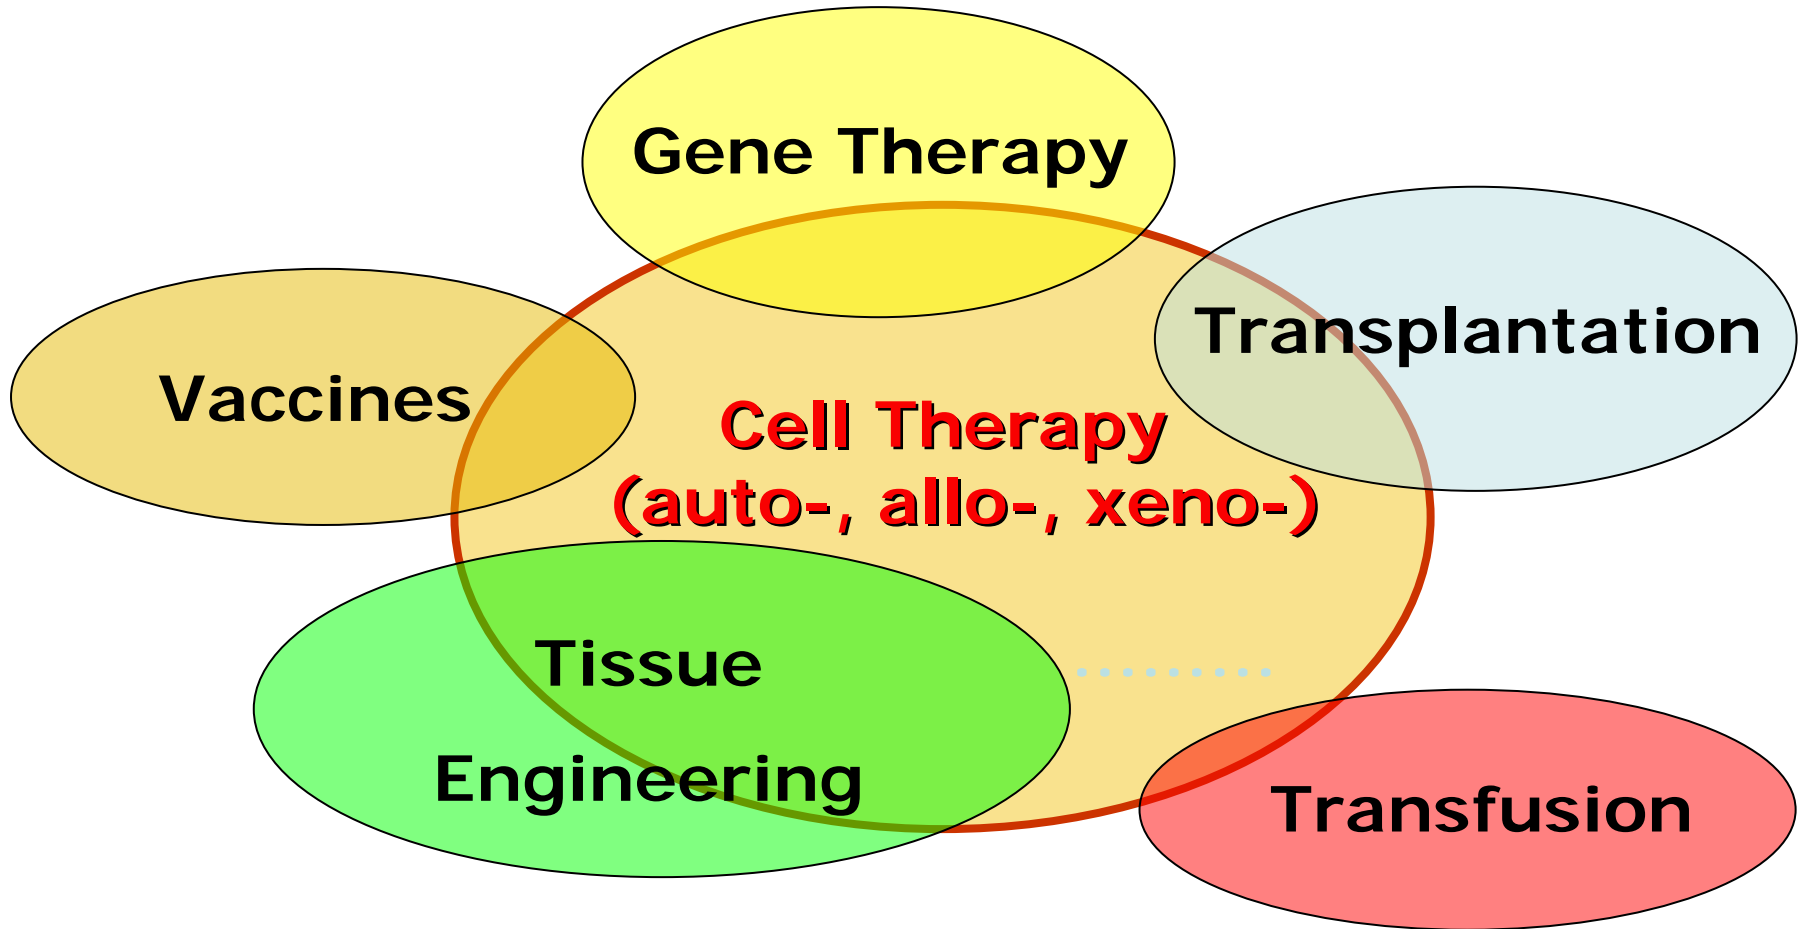 Gene Therapy
Transplantation
Vaccines
Cell Therapy
(auto-, allo-, xeno-)
Tissue
Engineering
.........
Transfusion